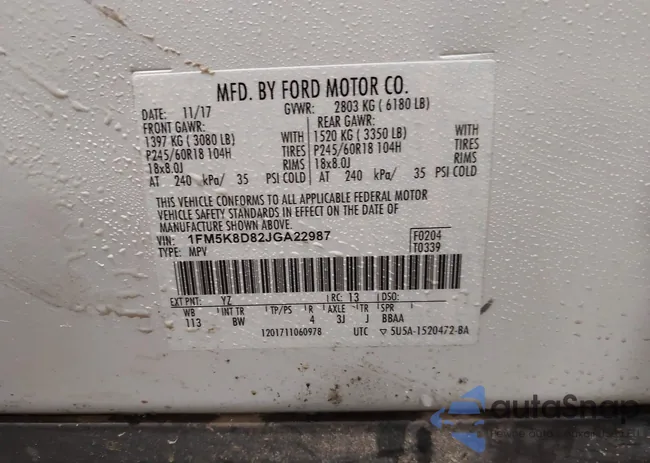 MFD. BY FORD MOTOR CO.
DATE: 11/17 GVWR: 2803 KG ( 6180 LB)
FRONT GAWR: REAR GAWR:
1397 KG ( 3080 LB) WITH 1520 KG ( 3350 LB) WITH
P245/60R18 104H TIRES P245/60R18 104H TIRES
18x8.0J RIMS 18x8.0J RIMS
AT 240 kPa/ 35 PSI COLD AT 240 kPa/ 35 PSI COLD
THIS VEHICLE CONFORMS TO ALL APPLICABLE FEDERAL MOTOR
VEHICLE SAFETY STANDARDS IN EFFECT ON THE DATE OF
MANUFACTURE SHOWN ABOVE.
VIN: 1FM5K8D82JGA22987 F0204
TYPE: MPV T0339
EXT PNT: YZ RC: 13 DSO:
WB INT TR TP/PS R AXLE TR SPR
113 BW 4 3J J BBAA
1201711060978 UTC ▽ 5U5A-1520472-BA
autoSnap